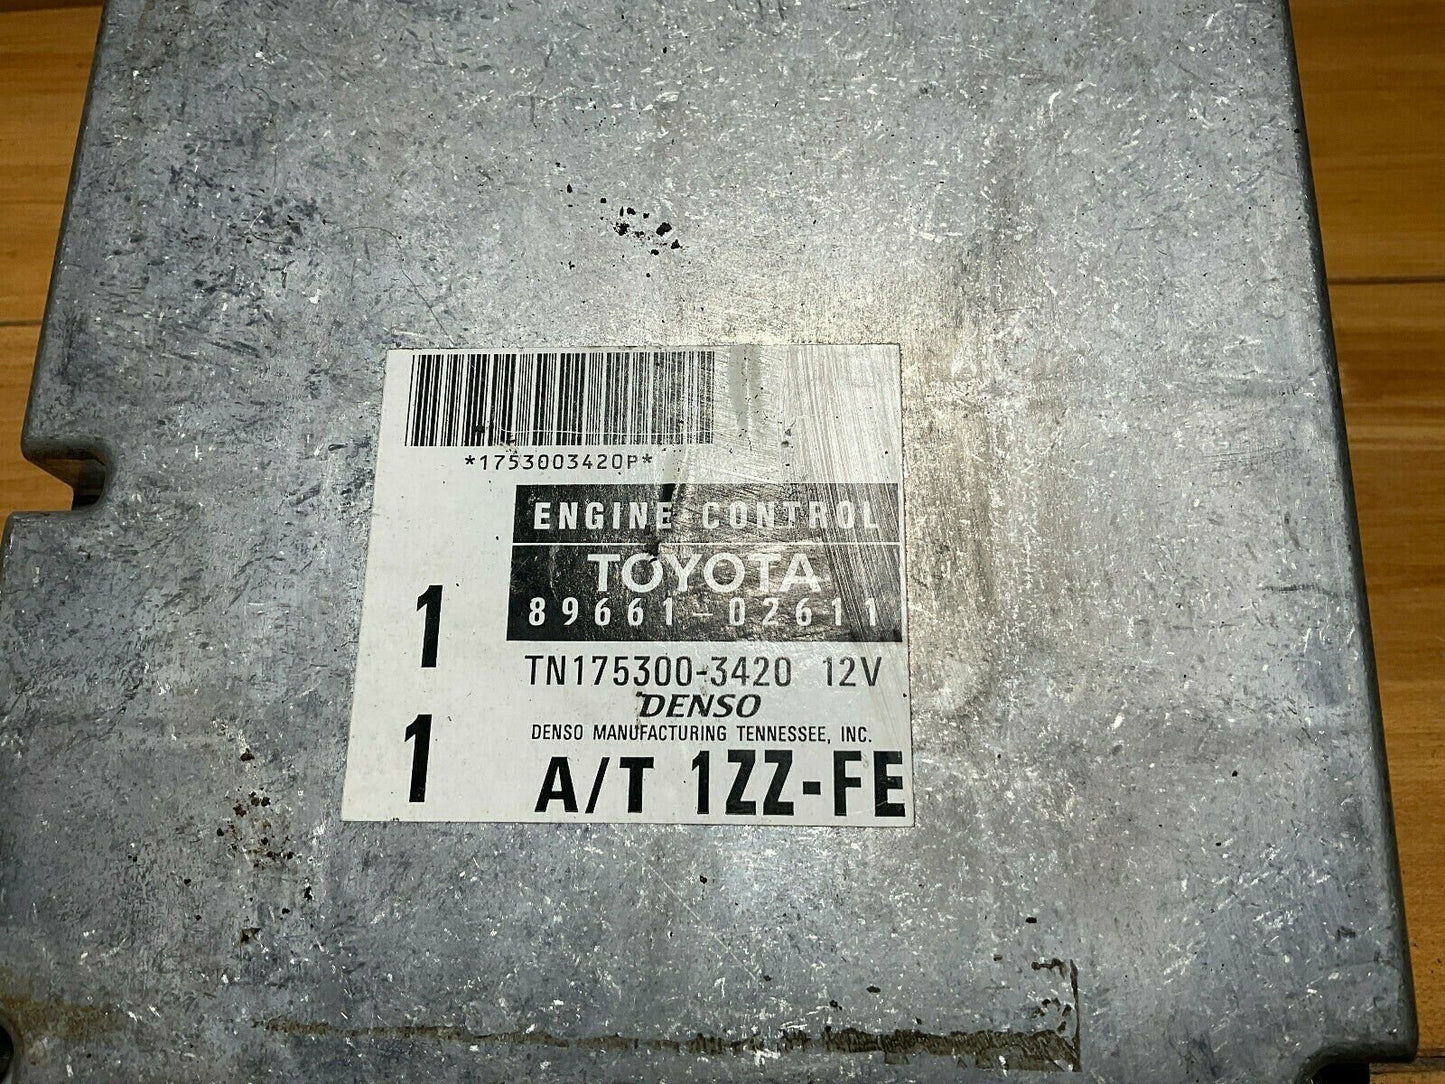 *1753003420P*
ENGINE CONTROL
TOYOTA
89661-02611
1
TN175300-3420 12V
DENSO
DENSO MANUFACTURING TENNESSEE, INC.
1
A/T 1ZZ-FE